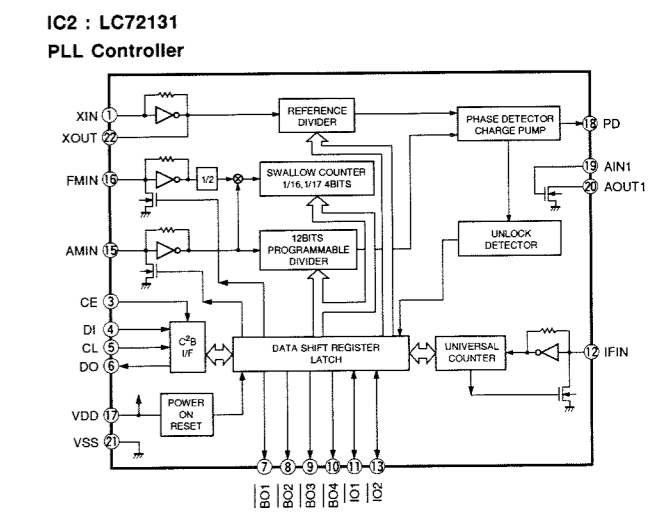 IC2 : LC72131
PLL Controller
XIN 1
XOUT 22
REFERENCE
DIVIDER
PHASE DETECTOR
CHARGE PUMP
18 PD
19 AIN1
20 AOUT1
FMIN 16
1/2
SWALLOW COUNTER
1/16,1/17 4BITS
AMIN 15
12BITS
PROGRAMMABLE
DIVIDER
UNLOCK
DETECTOR
CE 3
DI 4
CL 5
DO 6
C²B
I/F
DATA SHIFT REGISTER
LATCH
UNIVERSAL
COUNTER
12 IFIN
VDD 17
POWER
ON
RESET
VSS 21
7 8 9 10 11 13
BO1
BO2
BO3
BO4
IO1
IO2